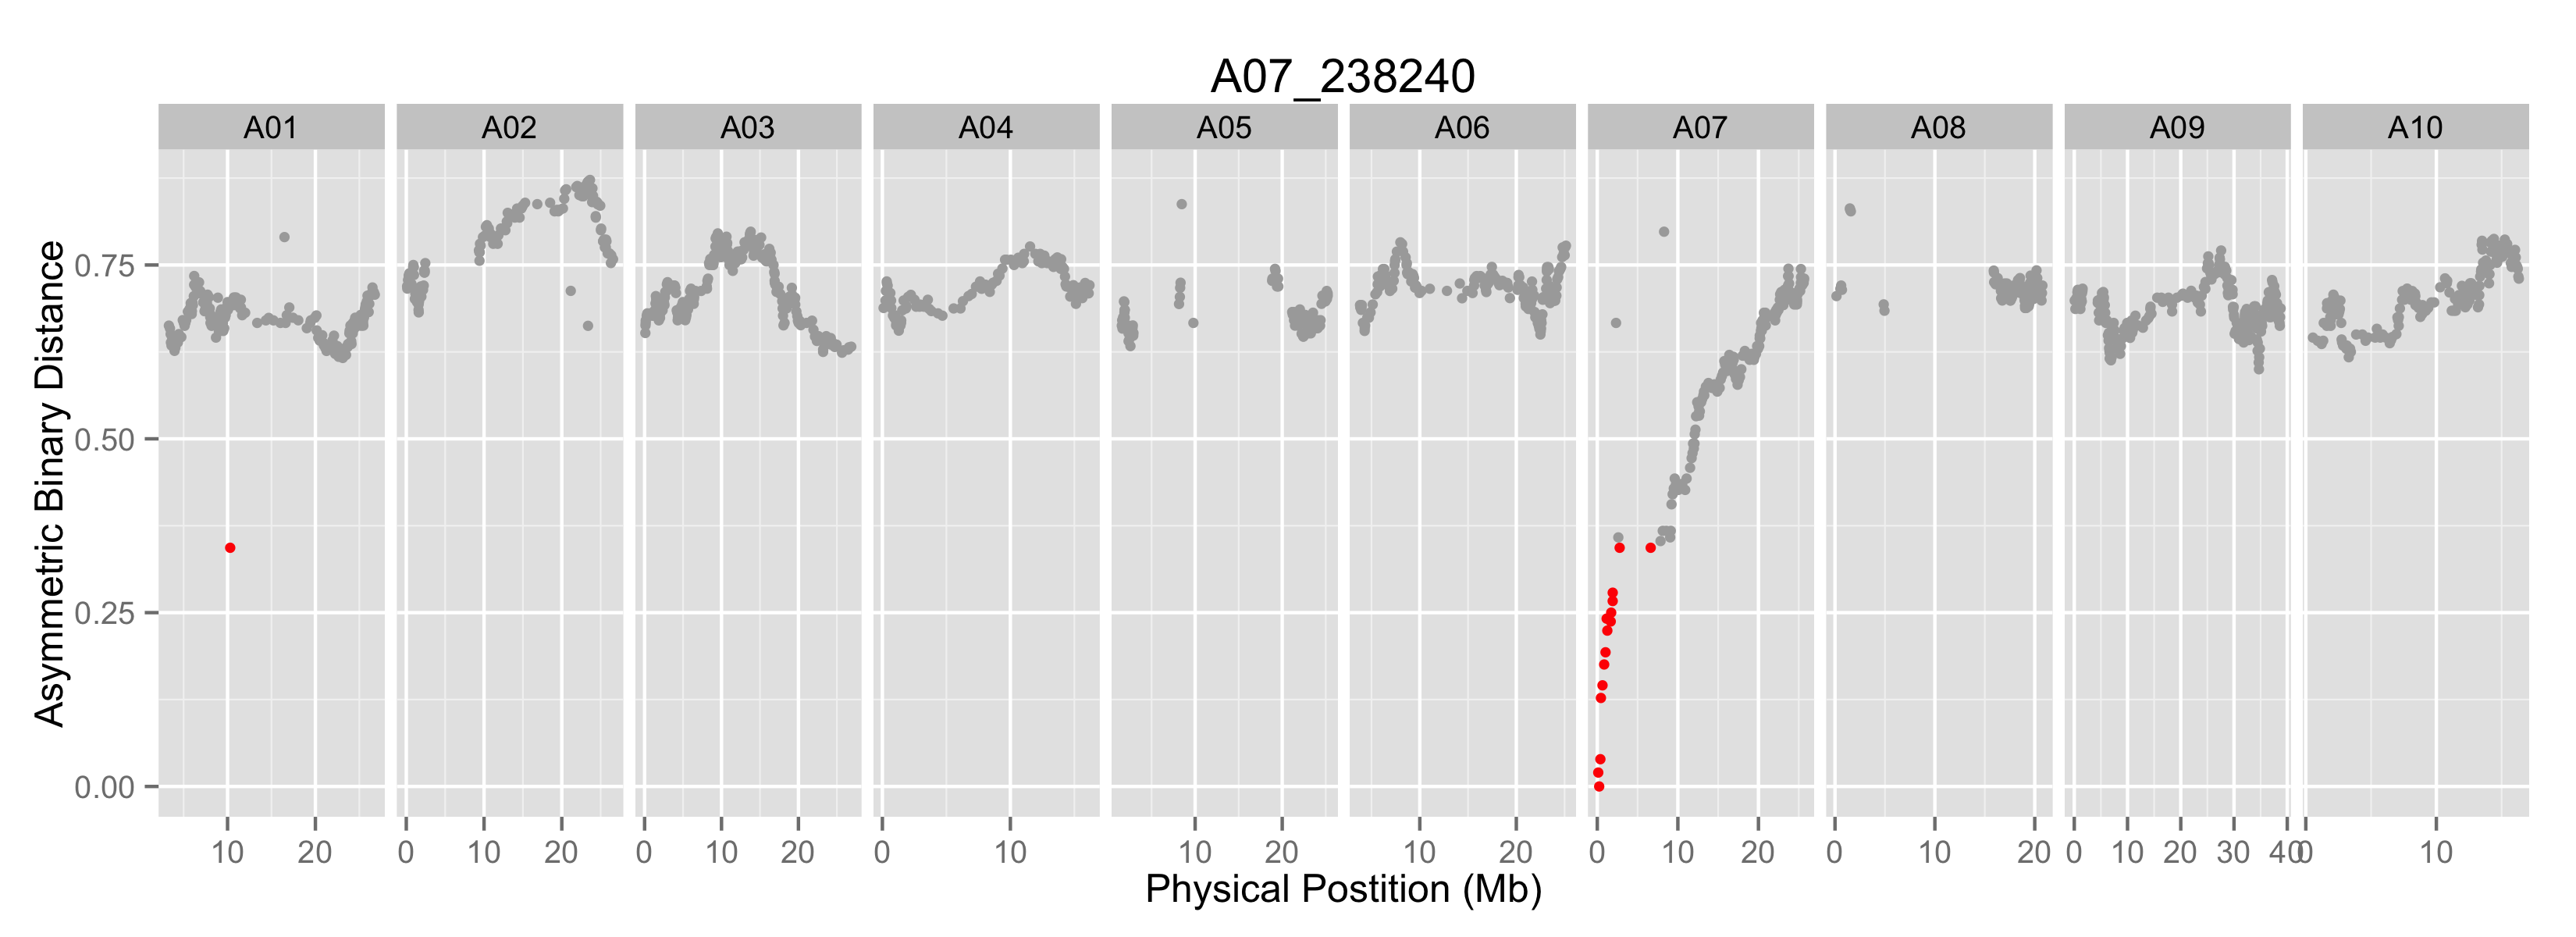 A07_238240
A01 A02 A03 A04 A05 A06 A07 A08 A09 A10
Asymmetric Binary Distance
0.75
0.50
0.25
0.00
10 20 0 10 20 0 10 20 0 10 10 20 10 20 0 10 20 0 10 20 0 10 20 30 40 0 10
Physical Postition (Mb)